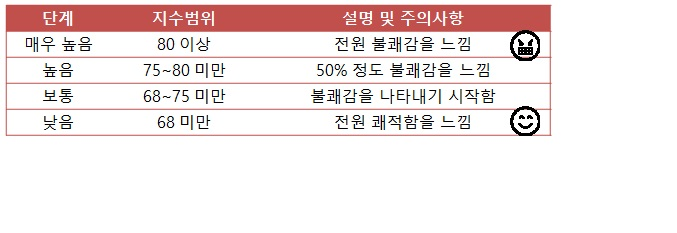 단계 지수범위 설명 및 주의사항
매우 높음 80 이상 전원 불쾌감을 느낌
높음 75~80 미만 50% 정도 불쾌감을 느낌
보통 68~75 미만 불쾌감을 나타내기 시작함
낮음 68 미만 전원 쾌적함을 느낌